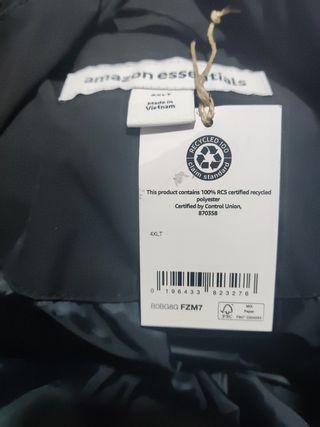 amazon essentials
4XLT
Made in
Vietnam
RECYCLED 100
claim standard
This product contains 100% RCS certified recycled
polyester
Certified by Control Union,
870358
4XLT
0 196433 823276
B0BG8G FZM7
MIX
Paper
FSC